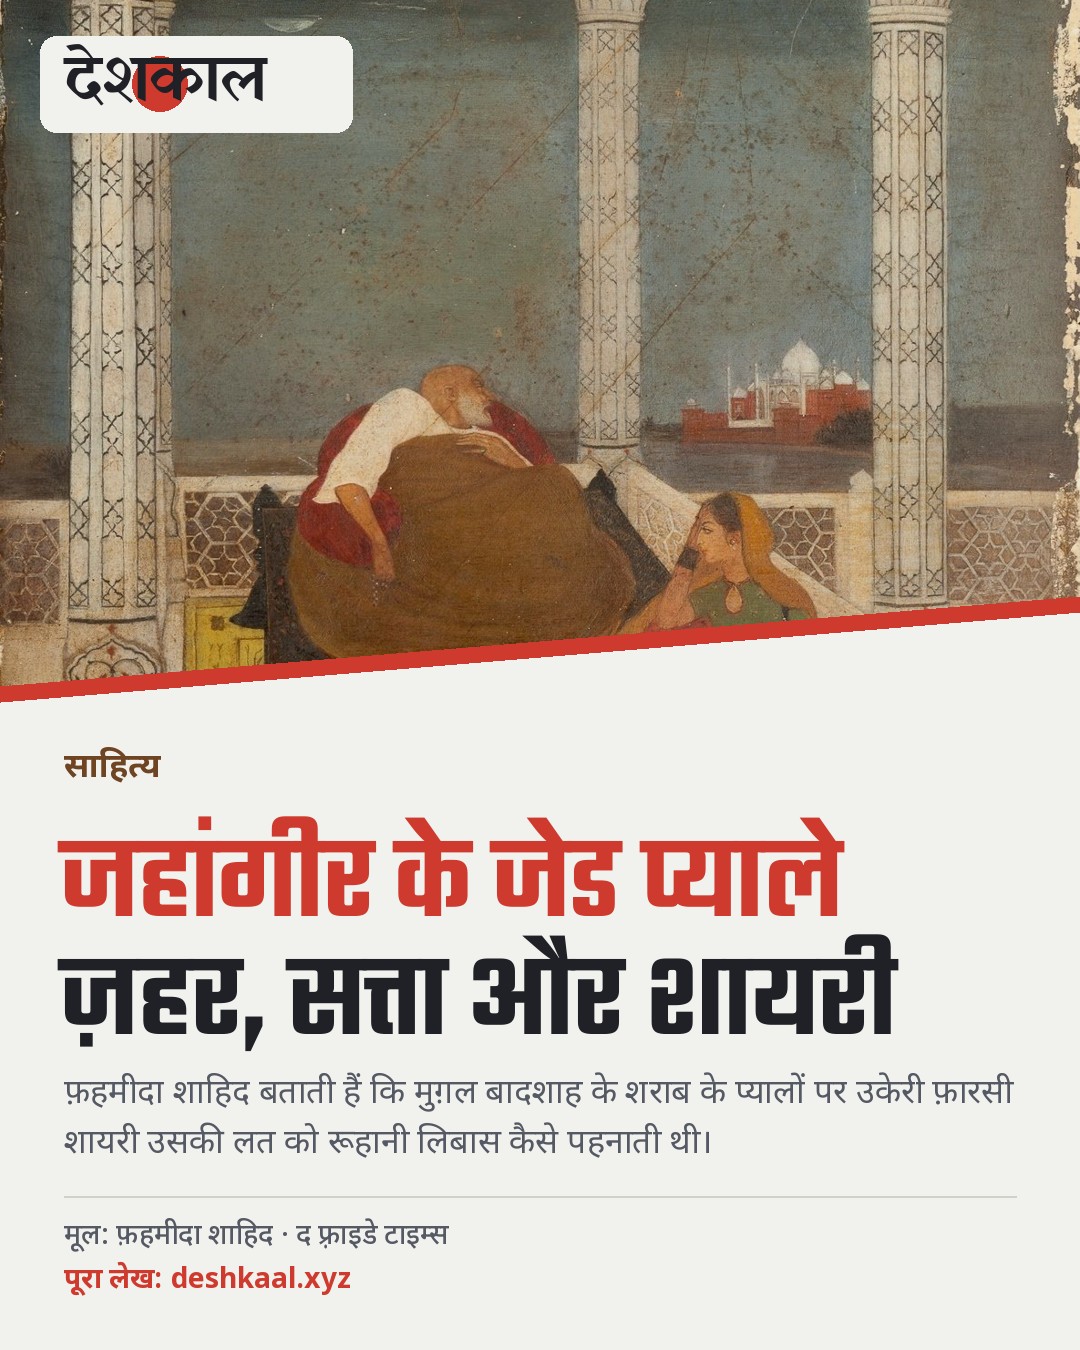 देशकाल
साहित्य
जहांगीर के जेड प्याले
ज़हर, सत्ता और शायरी
फ़हमीदा शाहिद बताती हैं कि मुग़ल बादशाह के शराब के प्यालों पर उकेरी फ़ारसी
शायरी उसकी लत को रूहानी लिबास कैसे पहनाती थी।
मूल: फ़हमीदा शाहिद · द फ़्राइडे टाइम्स
पूरा लेख: deshkaal.xyz